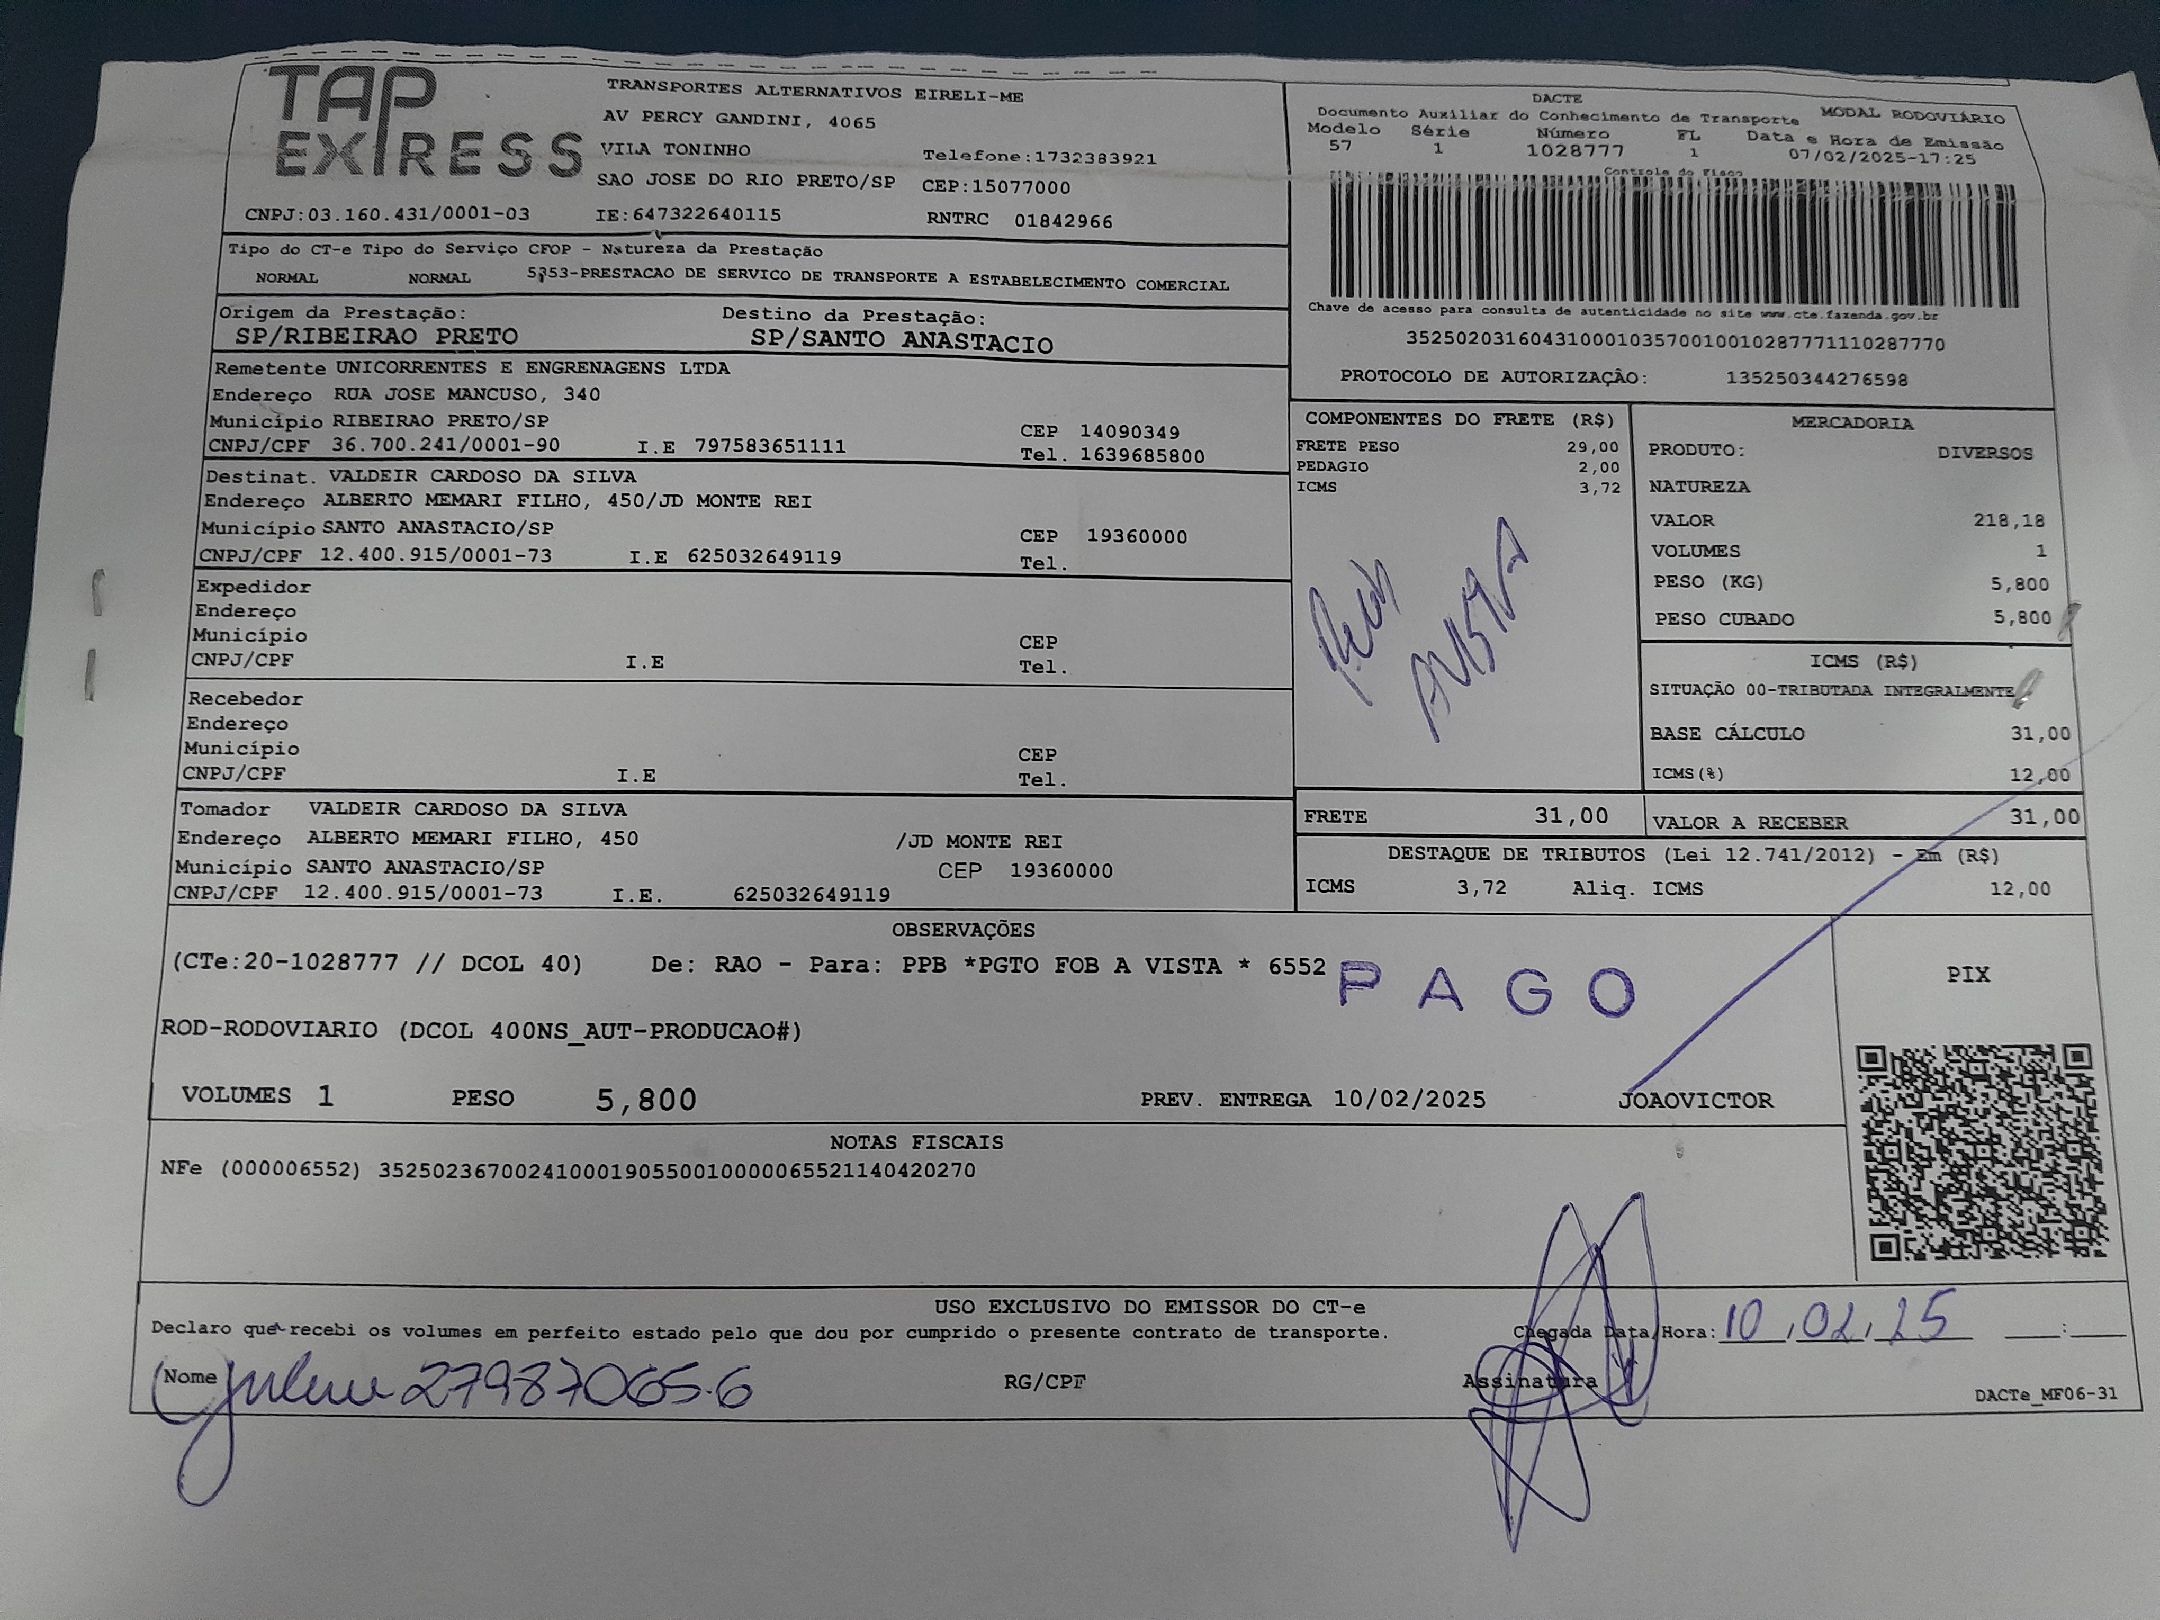 TAP
EXPRESS
TRANSPORTES ALTERNATIVOS EIRELI-ME
AV PERCY GANDINI, 4065
VILA TONINHO Telefone:1732383921
SAO JOSE DO RIO PRETO/SP CEP:15077000
CNPJ:03.160.431/0001-03 IE:647322640115 RNTRC 01842966
DACTE
Documento Auxiliar do Conhecimento de Transporte MODAL RODOVIÁRIO
Modelo Série Número FL Data e Hora de Emissão
57 1 1028777 1 07/02/2025-17:25
Controle do Fisco
Chave de acesso para consulta de autenticidade no site www.cte.fazenda.gov.br
35250203160431000103570010010287771110287770
PROTOCOLO DE AUTORIZAÇÃO: 135250344276598
Tipo do CT-e Tipo do Serviço CFOP - Natureza da Prestação
NORMAL NORMAL 5353-PRESTACAO DE SERVICO DE TRANSPORTE A ESTABELECIMENTO COMERCIAL
Origem da Prestação: Destino da Prestação:
SP/RIBEIRAO PRETO SP/SANTO ANASTACIO
Remetente UNICORRENTES E ENGRENAGENS LTDA
Endereço RUA JOSE MANCUSO, 340
Município RIBEIRAO PRETO/SP CEP 14090349
CNPJ/CPF 36.700.241/0001-90 I.E 797583651111 Tel. 1639685800
Destinat. VALDEIR CARDOSO DA SILVA
Endereço ALBERTO MEMARI FILHO, 450/JD MONTE REI
Município SANTO ANASTACIO/SP CEP 19360000
CNPJ/CPF 12.400.915/0001-73 I.E 625032649119 Tel.
Expedidor
Endereço
Município CEP
CNPJ/CPF I.E Tel.
Recebedor
Endereço
Município CEP
CNPJ/CPF I.E Tel.
Tomador VALDEIR CARDOSO DA SILVA
Endereço ALBERTO MEMARI FILHO, 450 /JD MONTE REI
Município SANTO ANASTACIO/SP CEP 19360000
CNPJ/CPF 12.400.915/0001-73 I.E. 625032649119
COMPONENTES DO FRETE (R$)
FRETE PESO 29,00
PEDAGIO 2,00
ICMS 3,72
AVISTA
MERCADORIA
PRODUTO: DIVERSOS
NATUREZA
VALOR 218,18
VOLUMES 1
PESO (KG) 5,800
PESO CUBADO 5,800
ICMS (R$)
SITUAÇÃO 00-TRIBUTADA INTEGRALMENTE
BASE CÁLCULO 31,00
ICMS(%) 12,00
FRETE 31,00 VALOR A RECEBER 31,00
DESTAQUE DE TRIBUTOS (Lei 12.741/2012) - Em (R$)
ICMS 3,72 Aliq. ICMS 12,00
OBSERVAÇÕES
(CTe:20-1028777 // DCOL 40) De: RAO - Para: PPB *PGTO FOB A VISTA * 6552
PAGO
ROD-RODOVIARIO (DCOL 400NS_AUT-PRODUCAO#)
VOLUMES 1 PESO 5,800 PREV. ENTREGA 10/02/2025 JOAOVICTOR
PIX
NOTAS FISCAIS
NFe (000006552) 35250236700241000190550010000065521140420270
USO EXCLUSIVO DO EMISSOR DO CT-e
Declaro que recebi os volumes em perfeito estado pelo que dou por cumprido o presente contrato de transporte. Chegada Data/Hora: 10,02,25 :
Nome 27987065-6 RG/CPF Assinatura
DACTe_MF06-31